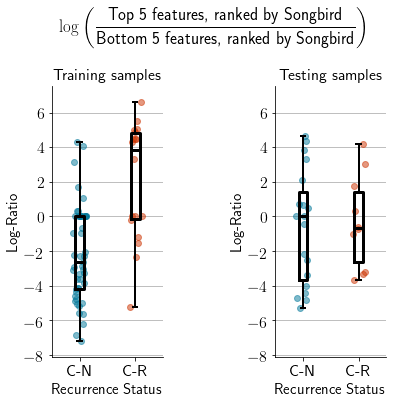 log ( Top 5 features, ranked by Songbird
Bottom 5 features, ranked by Songbird )
Training samples
6
4
2
0
−2
−4
−6
−8
Log-Ratio
C-N C-R
Recurrence Status
Testing samples
6
4
2
0
−2
−4
−6
−8
Log-Ratio
C-N C-R
Recurrence Status